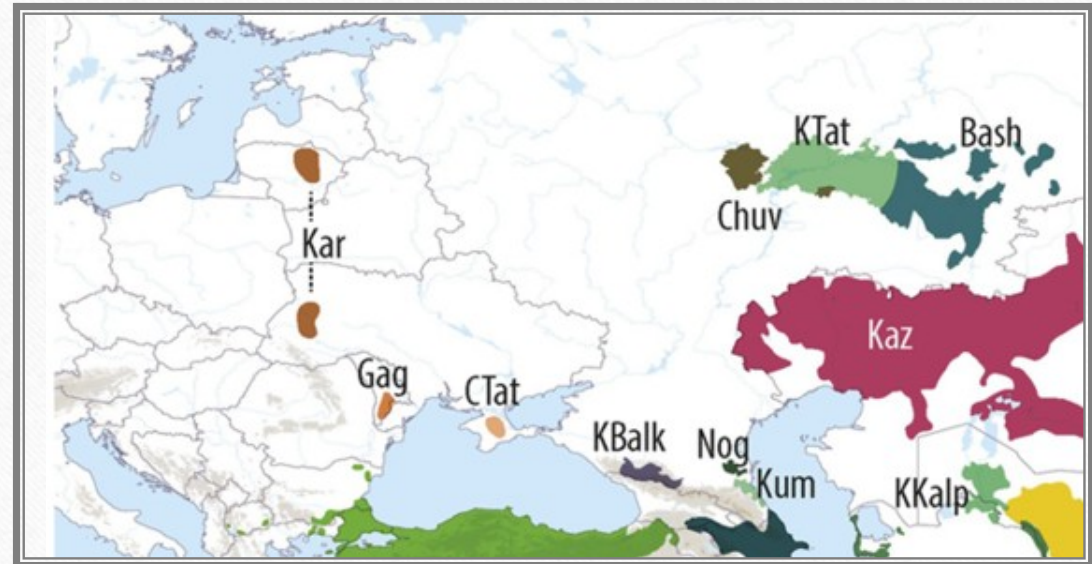 KTat
Bash
Chuv
Kar
Kaz
Gag
CTat
KBalk
Nog
Kum
KKalp